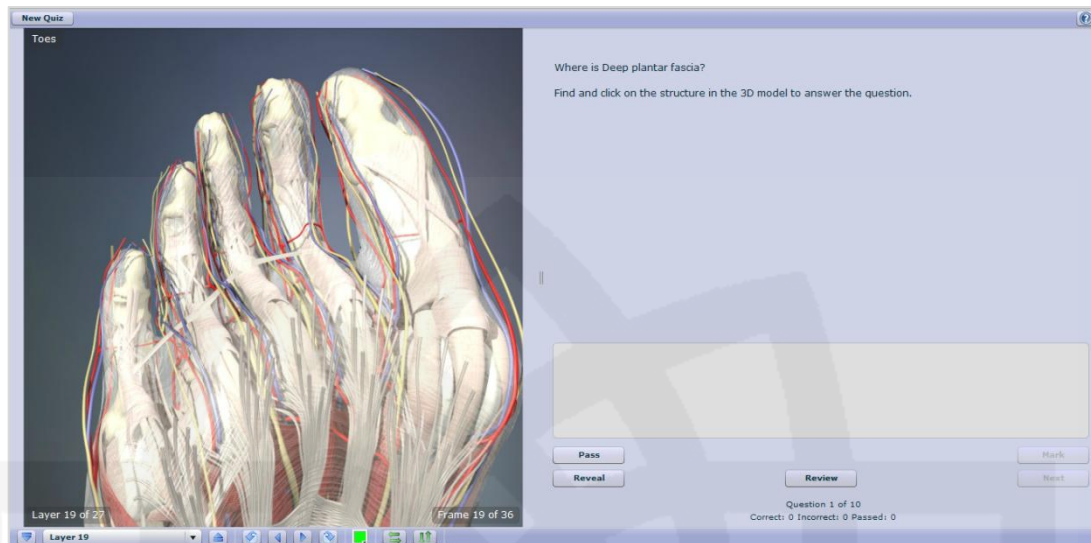 New Quiz
?
Toes
Where is Deep plantar fascia?
Find and click on the structure in the 3D model to answer the question.
Pass
Mark
Reveal
Review
Next
Question 1 of 10
Correct: 0 Incorrect: 0 Passed: 0
Layer 19 of 27
Frame 19 of 36
Layer 19